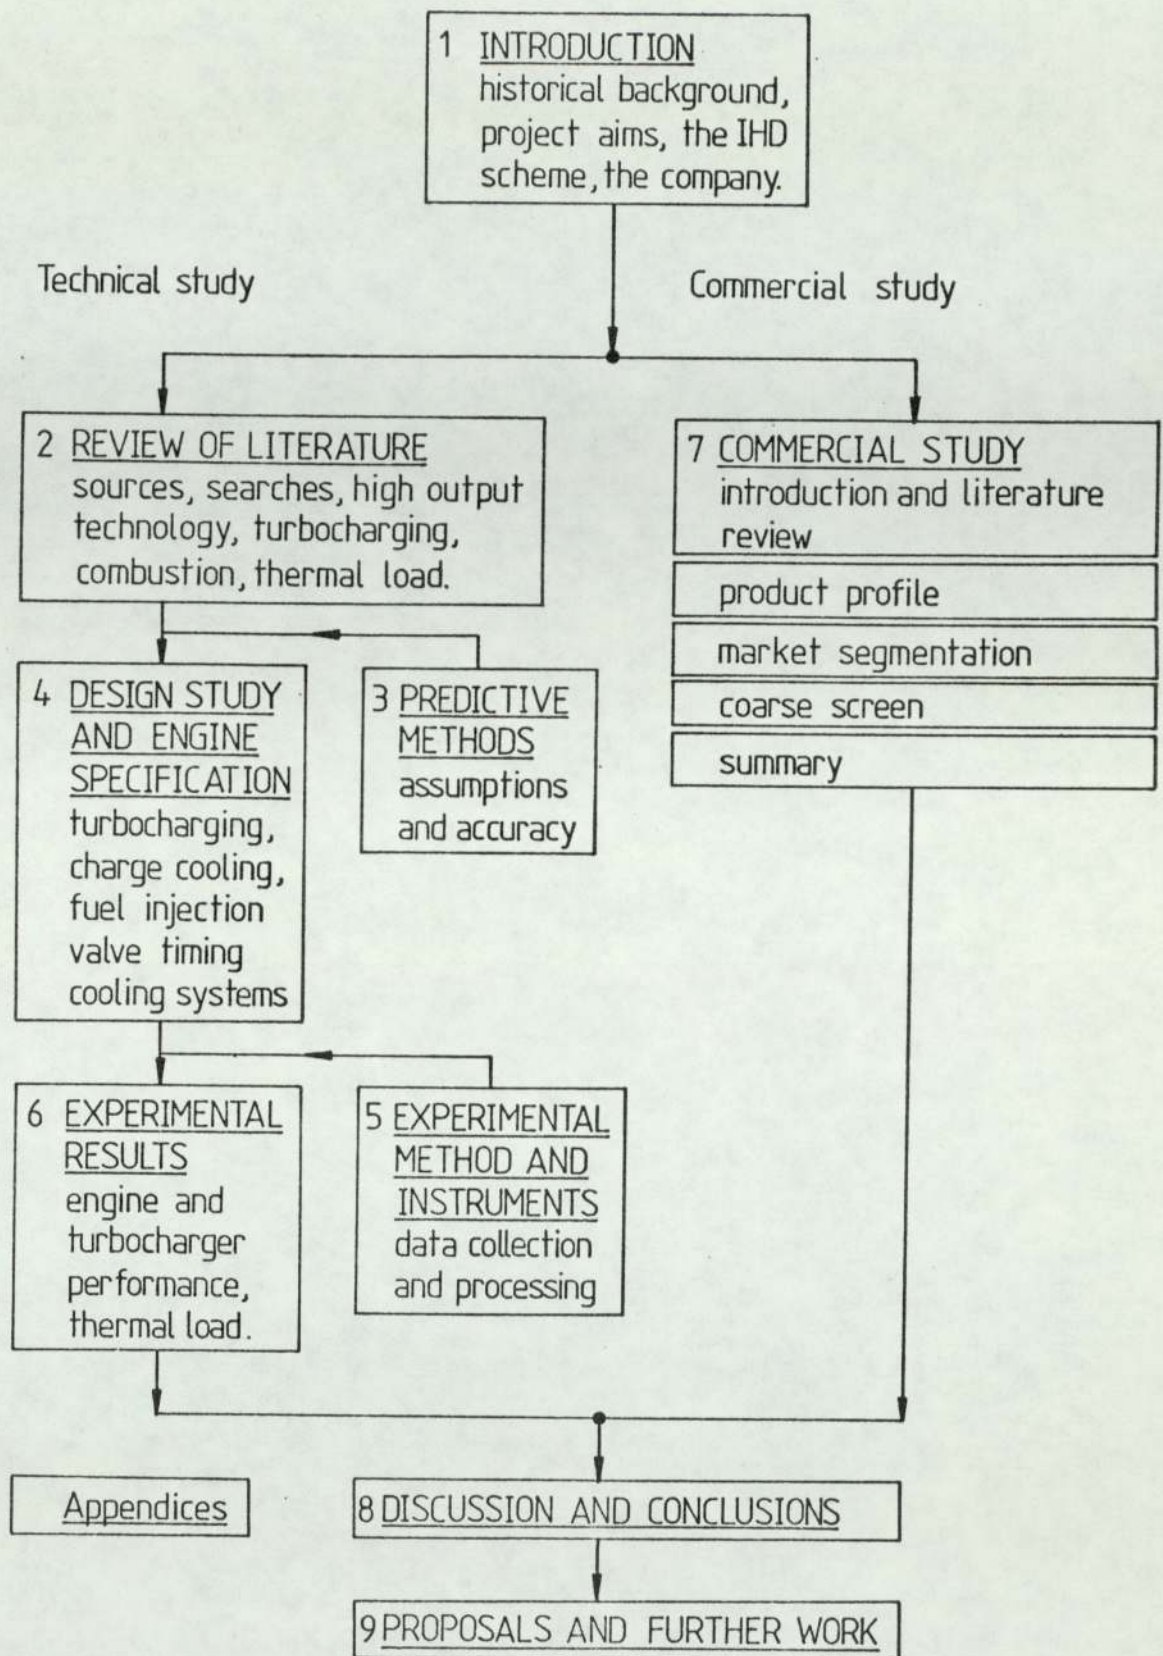 1 INTRODUCTION
historical background,
project aims, the IHD
scheme, the company.
Technical study
Commercial study
2 REVIEW OF LITERATURE
sources, searches, high output
technology, turbocharging,
combustion, thermal load.
7 COMMERCIAL STUDY
introduction and literature
review
product profile
market segmentation
coarse screen
summary
4 DESIGN STUDY
AND ENGINE
SPECIFICATION
turbocharging,
charge cooling,
fuel injection
valve timing
cooling systems
3 PREDICTIVE
METHODS
assumptions
and accuracy
6 EXPERIMENTAL
RESULTS
engine and
turbocharger
performance,
thermal load.
5 EXPERIMENTAL
METHOD AND
INSTRUMENTS
data collection
and processing
Appendices
8 DISCUSSION AND CONCLUSIONS
9 PROPOSALS AND FURTHER WORK